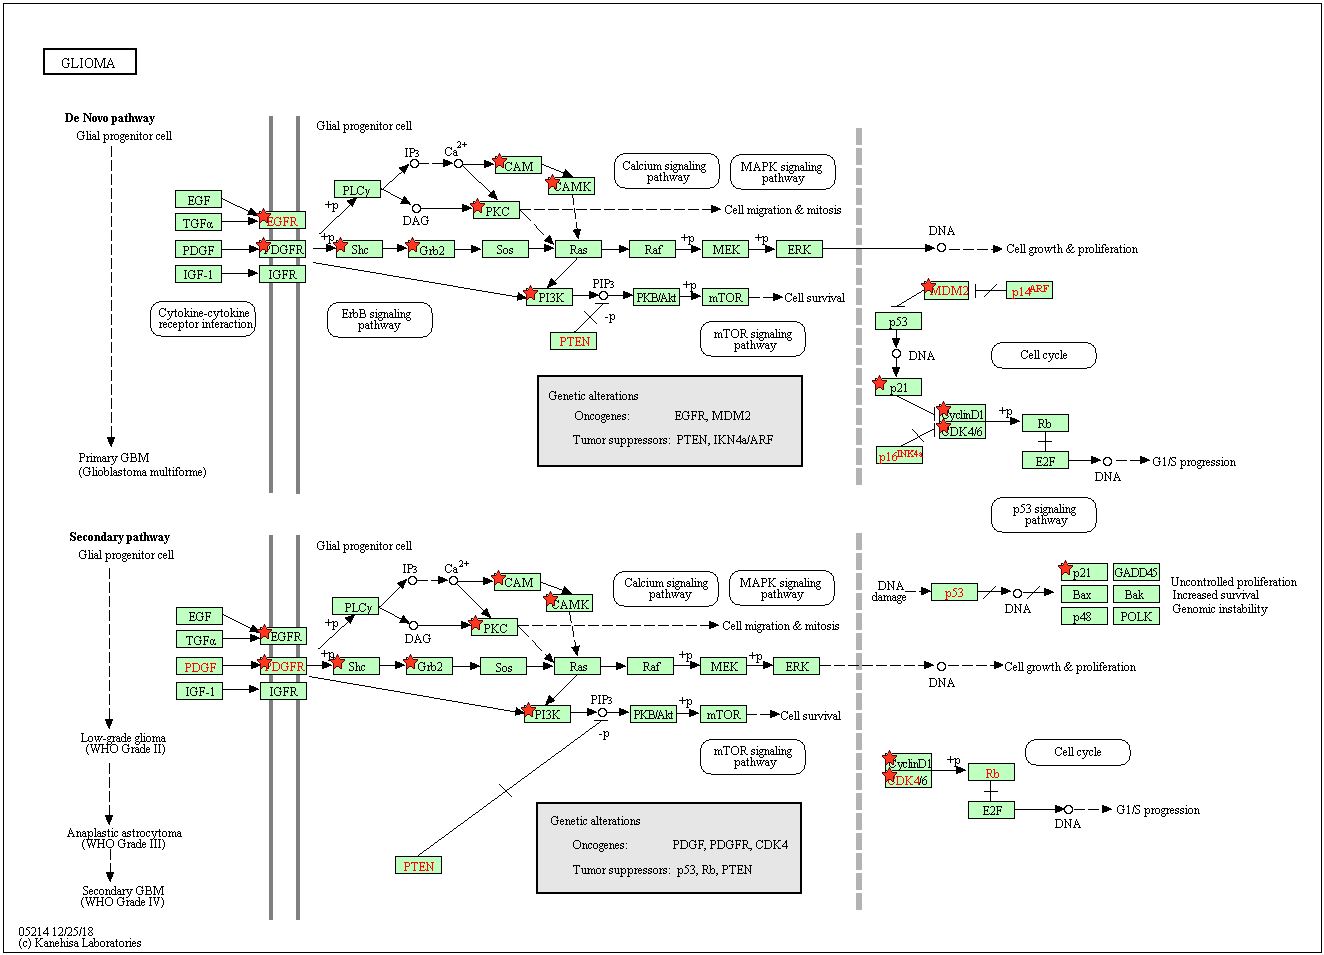 GLIOMA
De Novo pathway
Glial progenitor cell
Glial progenitor cell
IP3
Ca2+
CAM
CAMK
Calcium signaling
pathway
MAPK signaling
pathway
PLCγ
EGF
+p
DAG
PKC
Cell migration & mitosis
TGFα
EGFR
DNA
PDGF
PDGFR
+p
Shc
Grb2
Sos
Ras
Raf
+p
MEK
+p
ERK
Cell growth & proliferation
IGF-1
IGFR
PI3K
PIP3
PKB/Akt
+p
mTOR
Cell survival
MDM2
p14ARF
-p
PTEN
Cytokine-cytokine
receptor interaction
ErbB signaling
pathway
mTOR signaling
pathway
p53
DNA
Cell cycle
p21
Genetic alterations
Oncogenes: EGFR, MDM2
Tumor suppressors: PTEN, IKN4a/ARF
CyclinD1
CDK4/6
+p
Rb
p16INK4a
E2F
DNA
G1/S progression
Primary GBM
(Glioblastoma multiforme)
p53 signaling
pathway
Secondary pathway
Glial progenitor cell
Glial progenitor cell
IP3
Ca2+
CAM
CAMK
Calcium signaling
pathway
MAPK signaling
pathway
PLCγ
DNA
damage
p53
DNA
p21
GADD45
Bax
Bak
p48
POLK
Uncontrolled proliferation
Increased survival
Genomic instability
EGF
+p
DAG
PKC
Cell migration & mitosis
TGFα
EGFR
PDGF
PDGFR
+p
Shc
Grb2
Sos
Ras
Raf
+p
MEK
+p
ERK
DNA
Cell growth & proliferation
IGF-1
IGFR
PI3K
PIP3
PKB/Akt
+p
mTOR
Cell survival
-p
Low-grade glioma
(WHO Grade II)
mTOR signaling
pathway
Cell cycle
CyclinD1
CDK4/6
+p
Rb
E2F
DNA
G1/S progression
Anaplastic astrocytoma
(WHO Grade III)
PTEN
Genetic alterations
Oncogenes: PDGF, PDGFR, CDK4
Tumor suppressors: p53, Rb, PTEN
Secondary GBM
(WHO Grade IV)
05214 12/25/18
(c) Kanehisa Laboratories